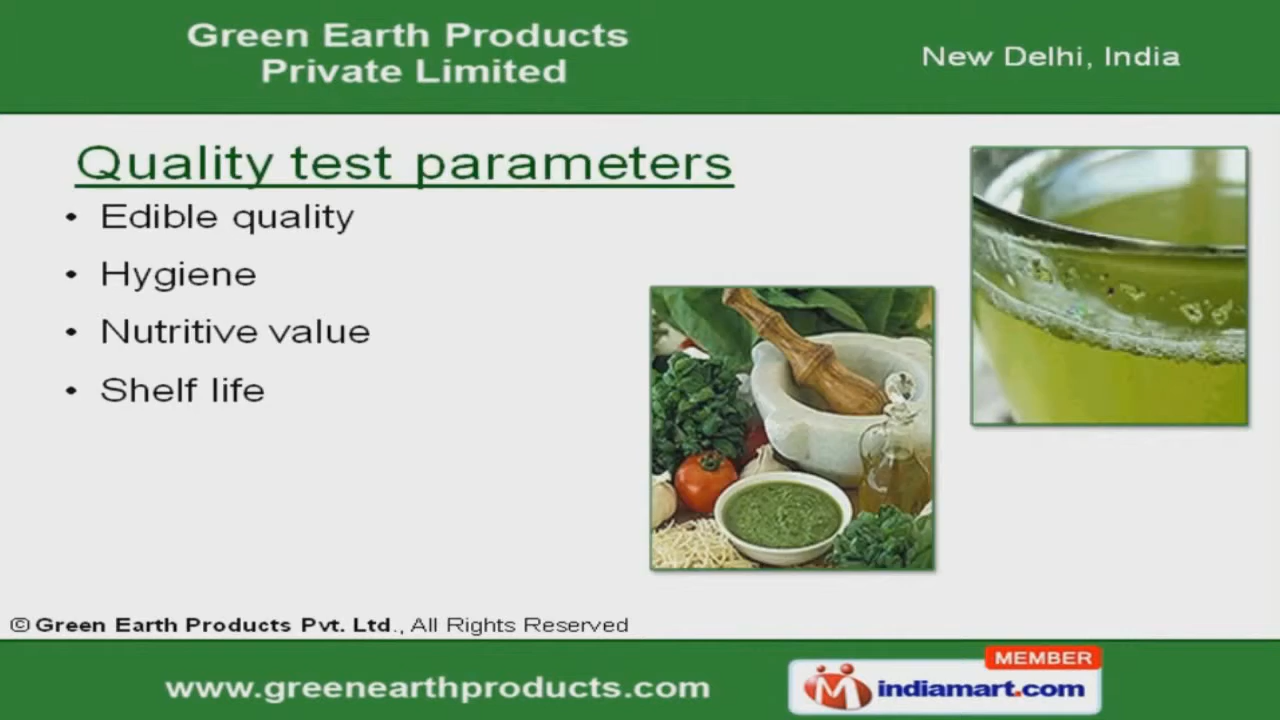 Green Earth Products
Private Limited
New Delhi, India
Quality test parameters
• Edible quality
• Hygiene
• Nutritive value
• Shelf life
© Green Earth Products Pvt. Ltd., All Rights Reserved
www.greenearthproducts.com
MEMBER
indiamart.com